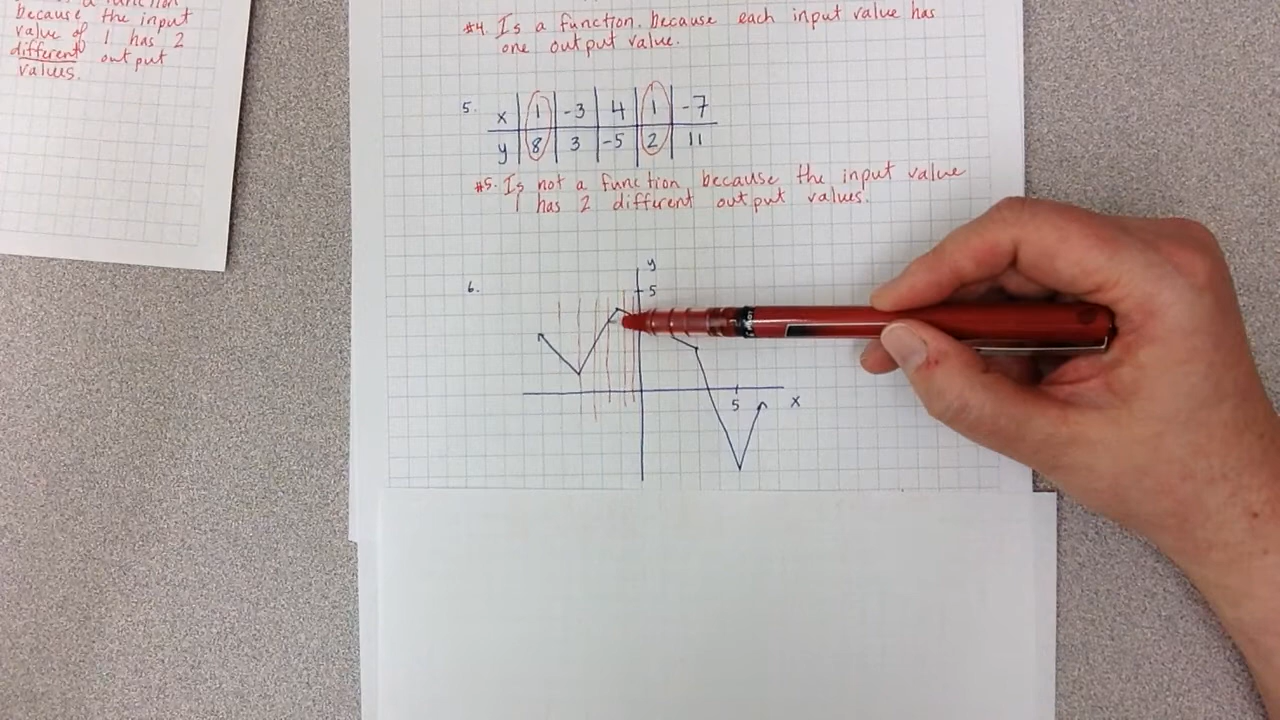 a function
because the input
value of 1 has 2
different output
values.
#4. Is a function. because each input value has
one output value.
5.
x 1 -3 4 1 -7
y 8 3 -5 2 11
#5. Is not a function because the input value
1 has 2 different output values.
6.
y
5
5 x